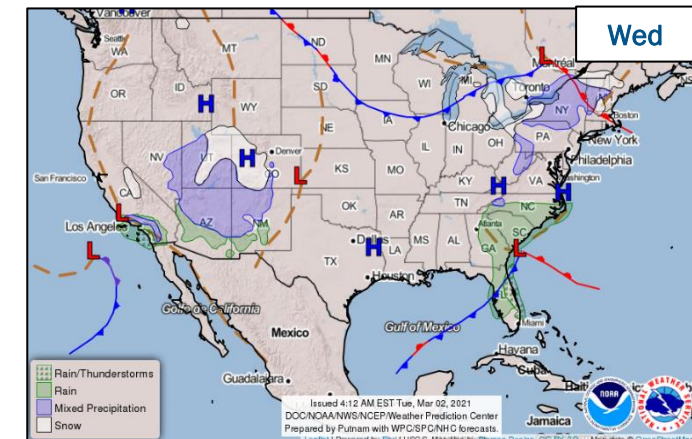 Wed
Vancouver
Seattle
WA
MT
ND
MN
Montréal
OR
ID
WY
SD
WI
MI
Toronto
NY
Boston
NE
IA
Chicago
PA
New York
Philadelphia
NV
UT
Denver
CO
IL
IN
OH
San Francisco
CA
KS
MO
KY
VA
Washington
OK
AR
TN
NC
Los Angeles
AZ
NM
Atlanta
SC
Dallas
MS
AL
GA
TX
LA
Houston
FL
Golfo de California
Miami
Mexico
Gulf of Mexico
Havana
Cuba
Guadalajara
Jamaica
H
H
H
H
H
L
L
L
L
L
Rain/Thunderstorms
Rain
Mixed Precipitation
Snow
Issued 4:12 AM EST Tue, Mar 02, 2021
DOC/NOAA/NWS/NCEP/Weather Prediction Center
Prepared by Putnam with WPC/SPC/NHC forecasts.
NOAA